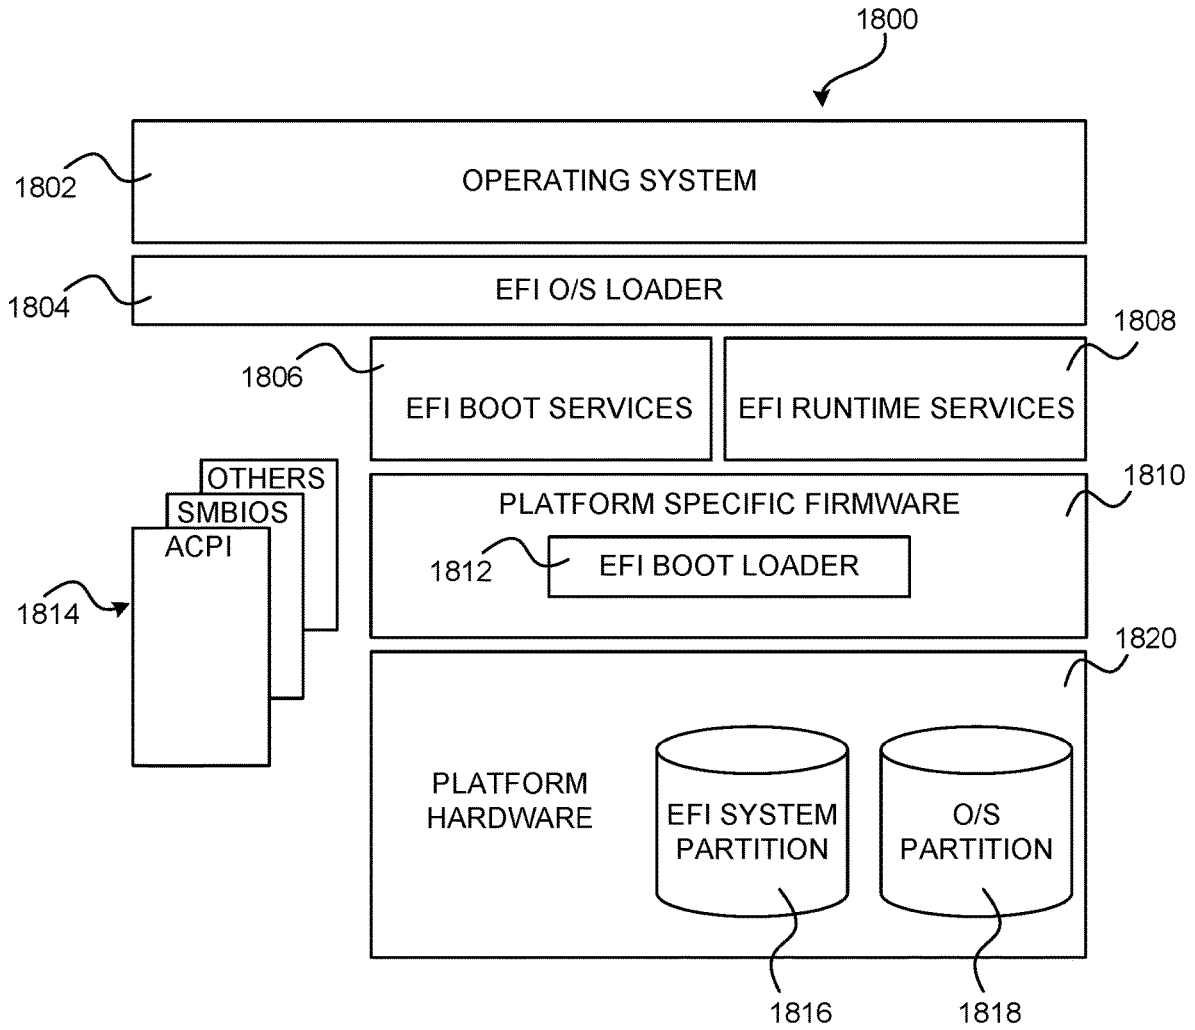 1800
1802
OPERATING SYSTEM
1804
EFI O/S LOADER
1806
1808
EFI BOOT SERVICES
EFI RUNTIME SERVICES
OTHERS
SMBIOS
ACPI
1810
PLATFORM SPECIFIC FIRMWARE
1812
EFI BOOT LOADER
1814
1820
PLATFORM
HARDWARE
EFI SYSTEM
PARTITION
O/S
PARTITION
1816
1818